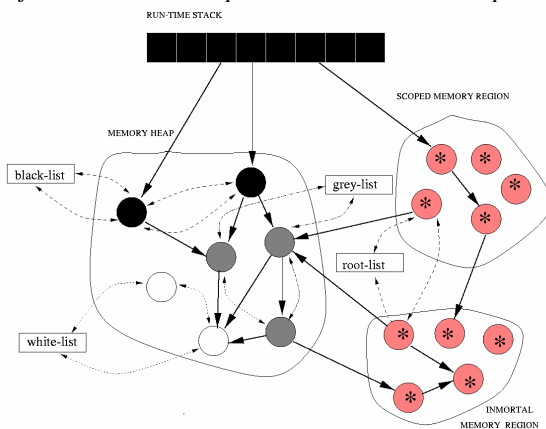 RUN-TIME STACK
SCOPED MEMORY REGION
MEMORY HEAP
black-list
grey-list
root-list
white-list
INMORTAL
MEMORY REGION